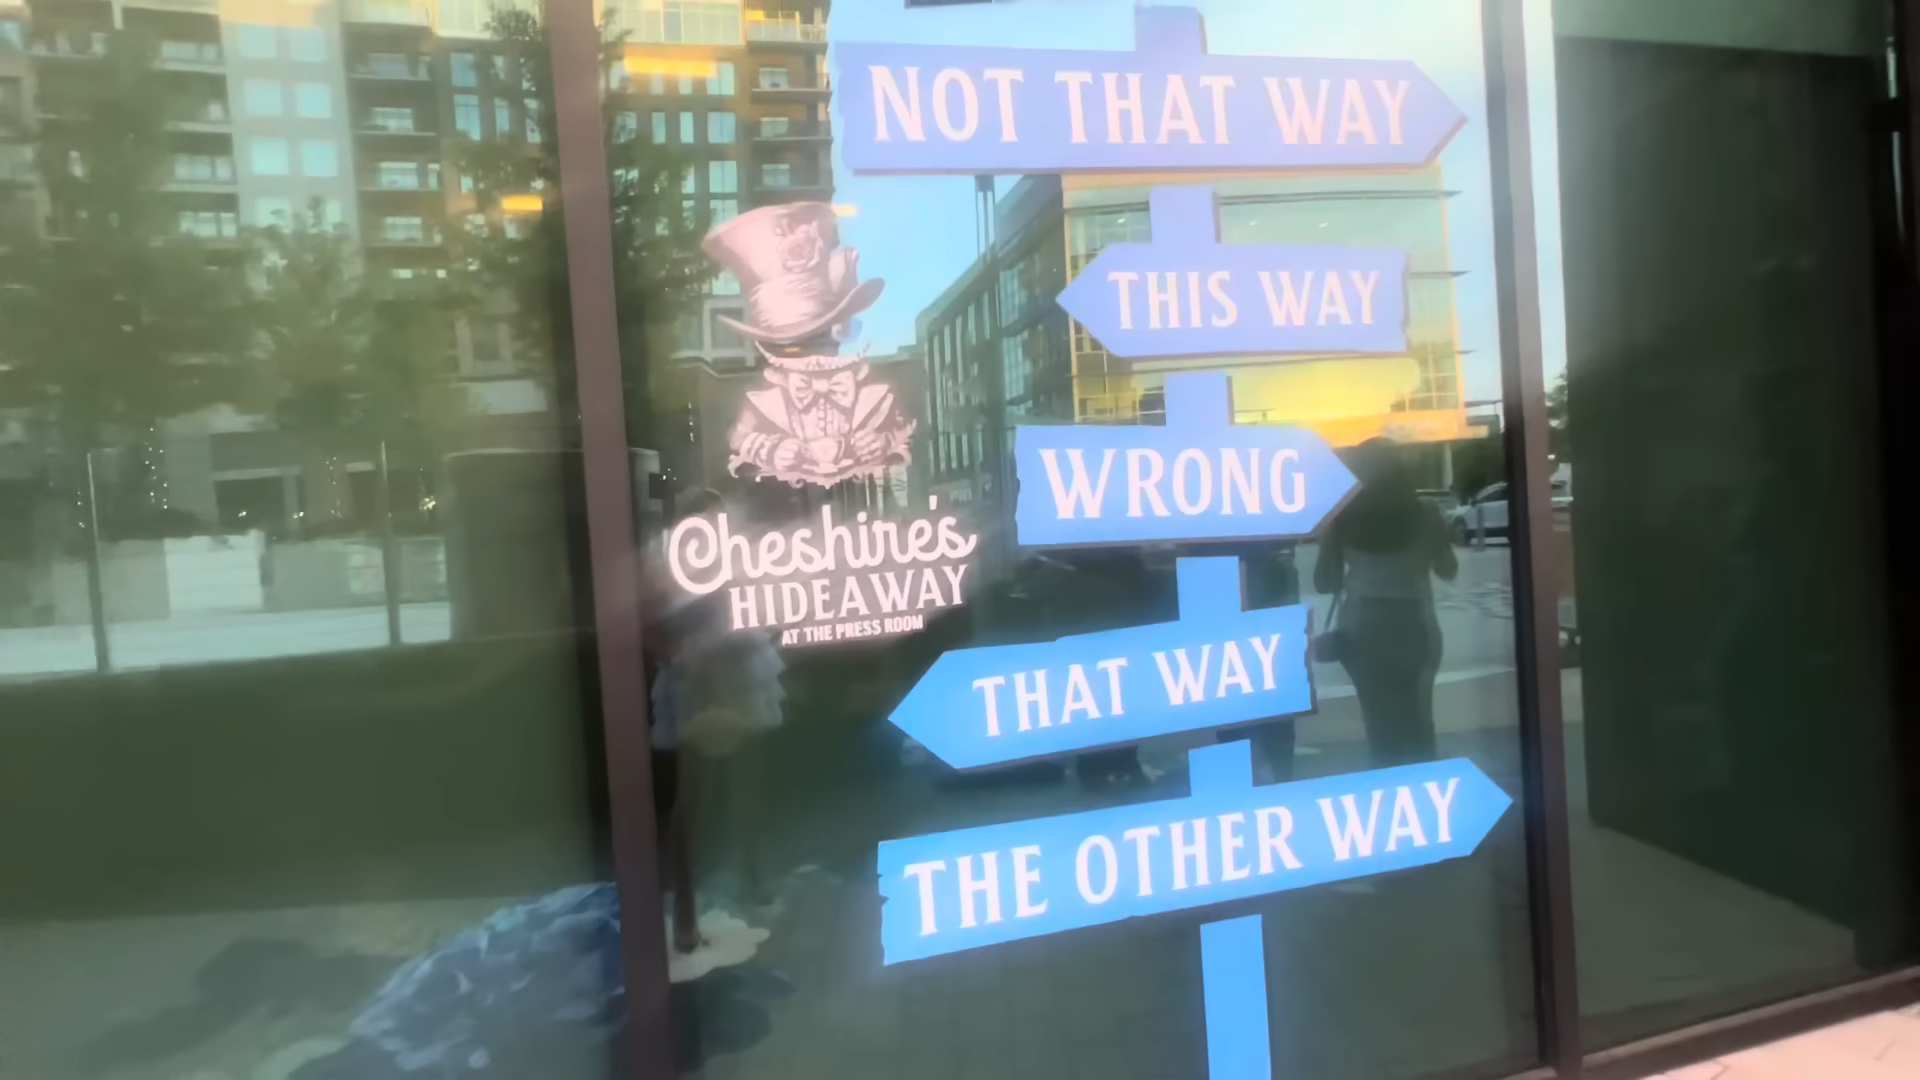 NOT THAT WAY
THIS WAY
WRONG
Cheshire's
HIDEAWAY
AT THE PRESS ROOM
THAT WAY
THE OTHER WAY